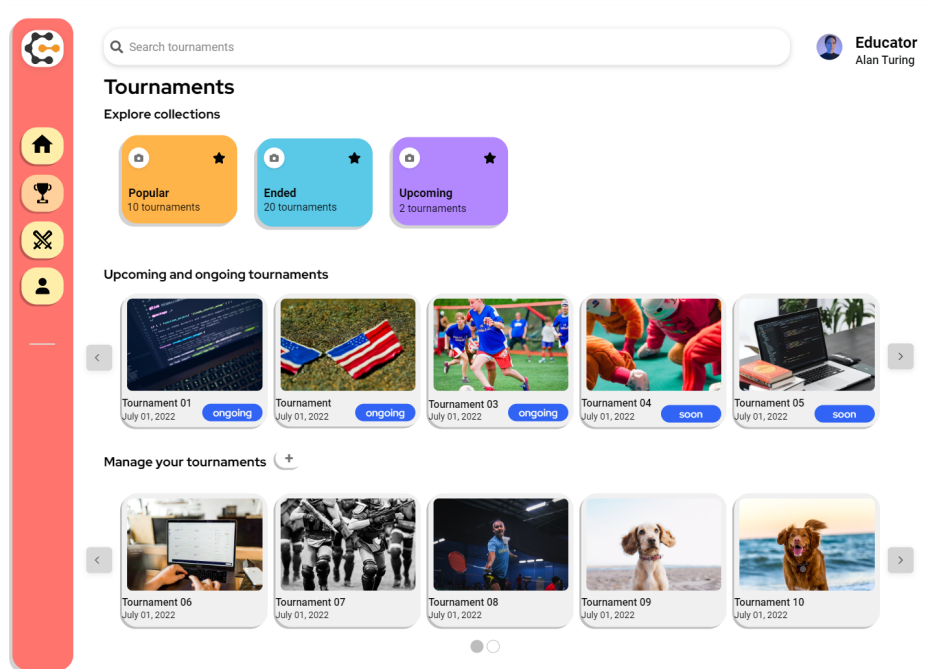 Search tournaments
Educator
Alan Turing
Tournaments
Explore collections
Popular
10 tournaments
Ended
20 tournaments
Upcoming
2 tournaments
Upcoming and ongoing tournaments
Tournament 01
July 01, 2022
ongoing
Tournament
July 01, 2022
ongoing
Tournament 03
July 01, 2022
ongoing
Tournament 04
July 01, 2022
soon
Tournament 05
July 01, 2022
soon
Manage your tournaments +
Tournament 06
July 01, 2022
Tournament 07
July 01, 2022
Tournament 08
July 01, 2022
Tournament 09
July 01, 2022
Tournament 10
July 01, 2022